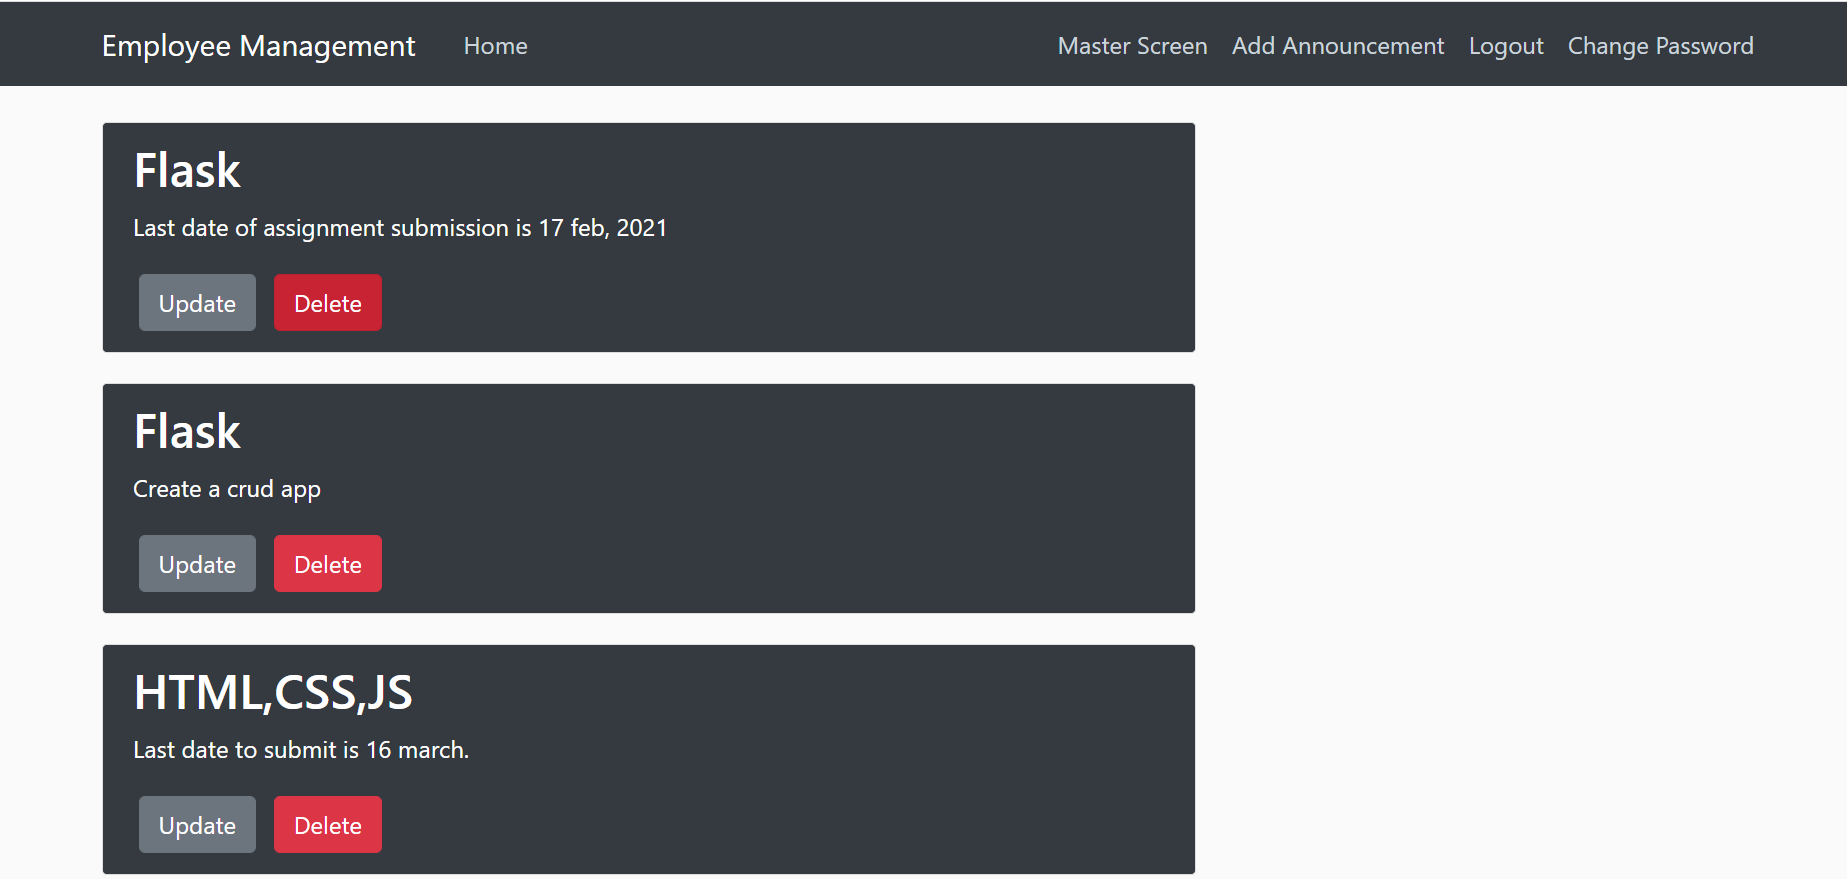 Employee Management Home Master Screen Add Announcement Logout Change Password
Flask
Last date of assignment submission is 17 feb, 2021
Update Delete
Flask
Create a crud app
Update Delete
HTML,CSS,JS
Last date to submit is 16 march.
Update Delete